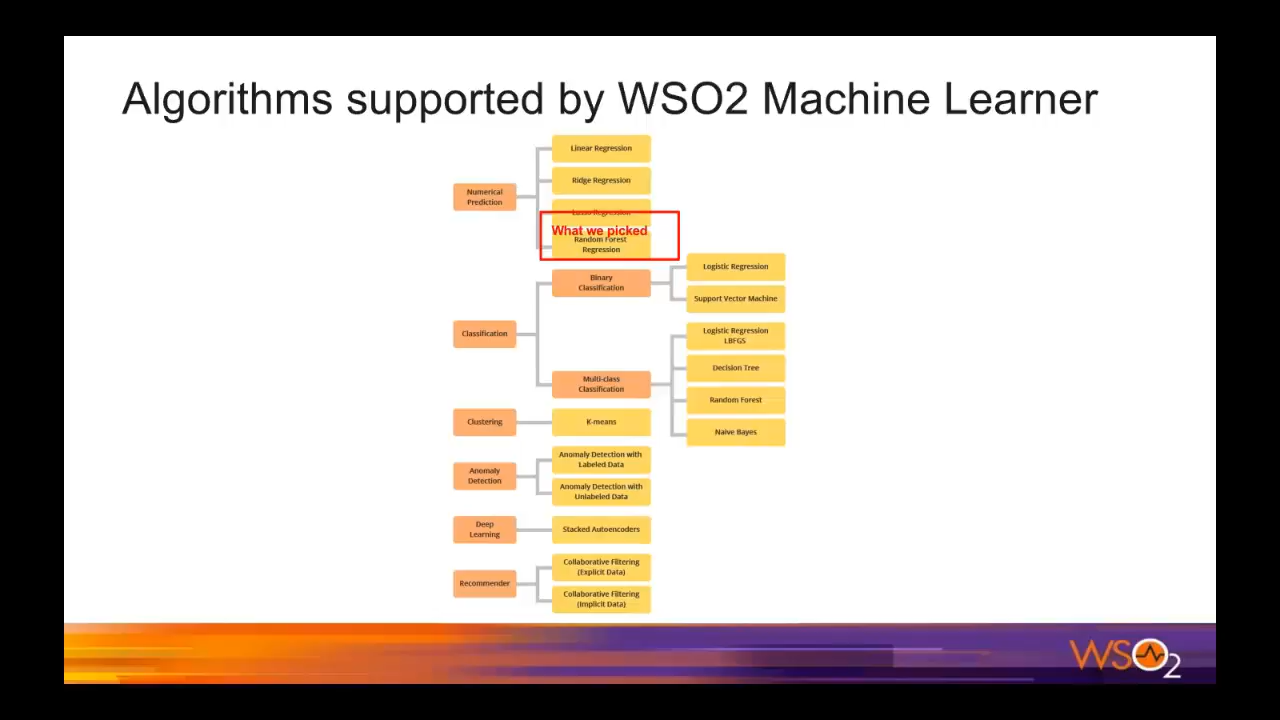 Algorithms supported by WSO2 Machine Learner
Numerical
Prediction
Linear Regression
Ridge Regression
Lasso Regression
What we picked
Random Forest
Regression
Classification
Binary
Classification
Logistic Regression
Support Vector Machine
Multi-class
Classification
Logistic Regression
LBFGS
Decision Tree
Random Forest
Naive Bayes
Clustering
K-means
Anomaly
Detection
Anomaly Detection with
Labeled Data
Anomaly Detection with
Unlabeled Data
Deep
Learning
Stacked Autoencoders
Recommender
Collaborative Filtering
(Explicit Data)
Collaborative Filtering
(Implicit Data)
WSO2